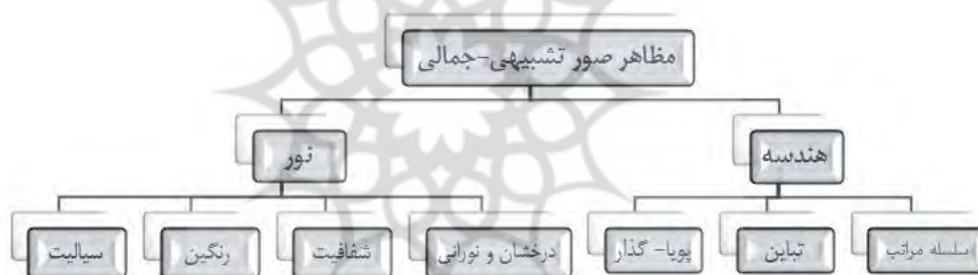 مظاهر صور تشبیهی-جمالی
هندسه
نور
سلسله مراتب
تباین
پویا- گذار
درخشان و نورانی
شفافیت
رنگین
سیالیت